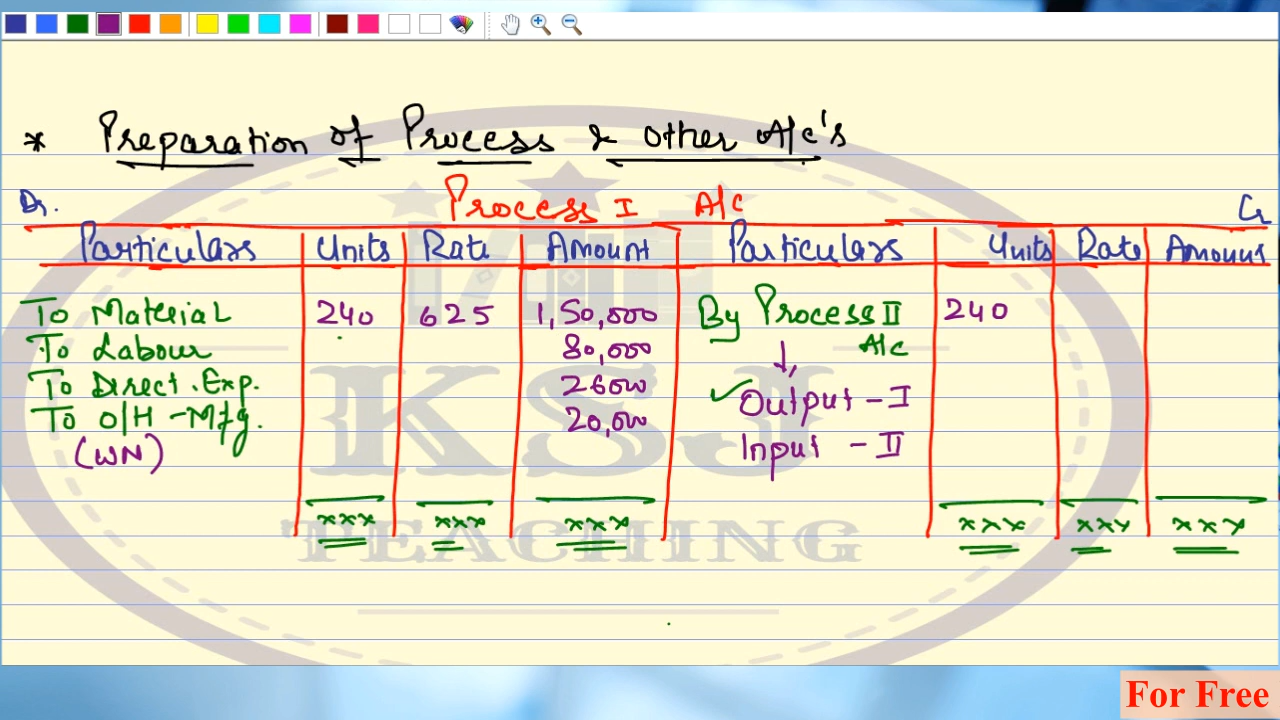 * Preparation of Process & other A/c's
Dr. Process I A/c Cr
Particulars Units Rate Amount Particulars Units Rate Amount
To Material 240 625 1,50,000 By Process II 240
To Labour 80,000 A/c
To Direct. Exp. 26000 Output - I
To O/H - Mfg. 20,000
(WN) Input - II
xxx xxx xxx xxx xxx xxx
KSJ
TEACHING
For Free